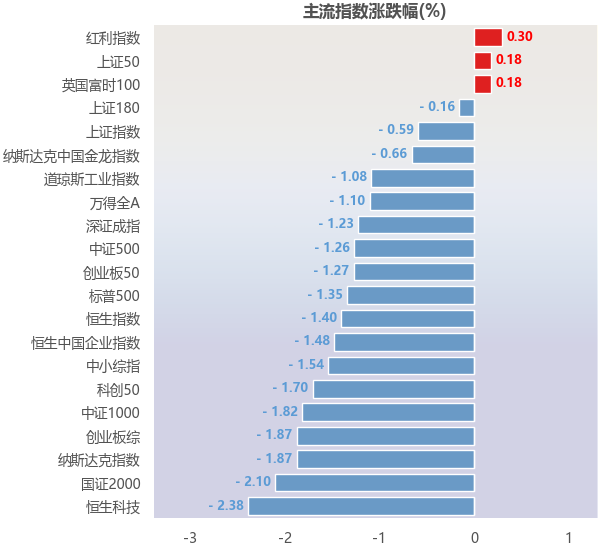 主流指数涨跌幅(%)
红利指数 0.30
上证50 0.18
英国富时100 0.18
上证180 - 0.16
上证指数 - 0.59
纳斯达克中国金龙指数 - 0.66
道琼斯工业指数 - 1.08
万得全A - 1.10
深证成指 - 1.23
中证500 - 1.26
创业板50 - 1.27
标普500 - 1.35
恒生指数 - 1.40
恒生中国企业指数 - 1.48
中小综指 - 1.54
科创50 - 1.70
中证1000 - 1.82
创业板综 - 1.87
纳斯达克指数 - 1.87
国证2000 - 2.10
恒生科技 - 2.38
-3 -2 -1 0 1